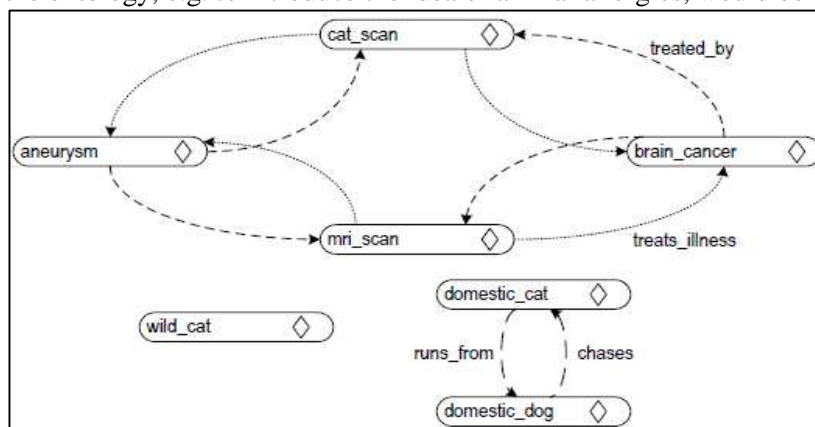 cat_scan
treated_by
aneurysm
brain_cancer
mri_scan
treats_illness
domestic_cat
wild_cat
runs_from
chases
domestic_dog